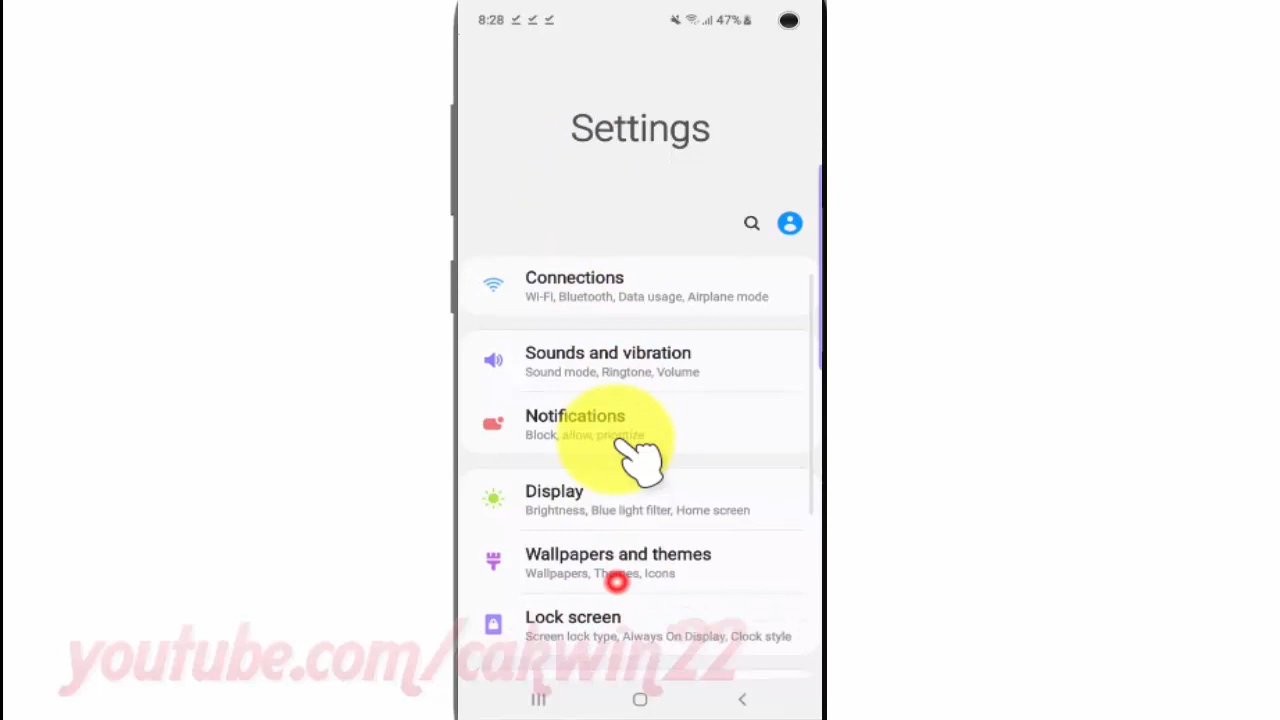 8:28
47%
Settings
Connections
Wi-Fi, Bluetooth, Data usage, Airplane mode
Sounds and vibration
Sound mode, Ringtone, Volume
Notifications
Block, allow, prioritize
Display
Brightness, Blue light filter, Home screen
Wallpapers and themes
Wallpapers, Themes, Icons
Lock screen
Screen lock type, Always On Display, Clock style
youtube.com/cakwin22